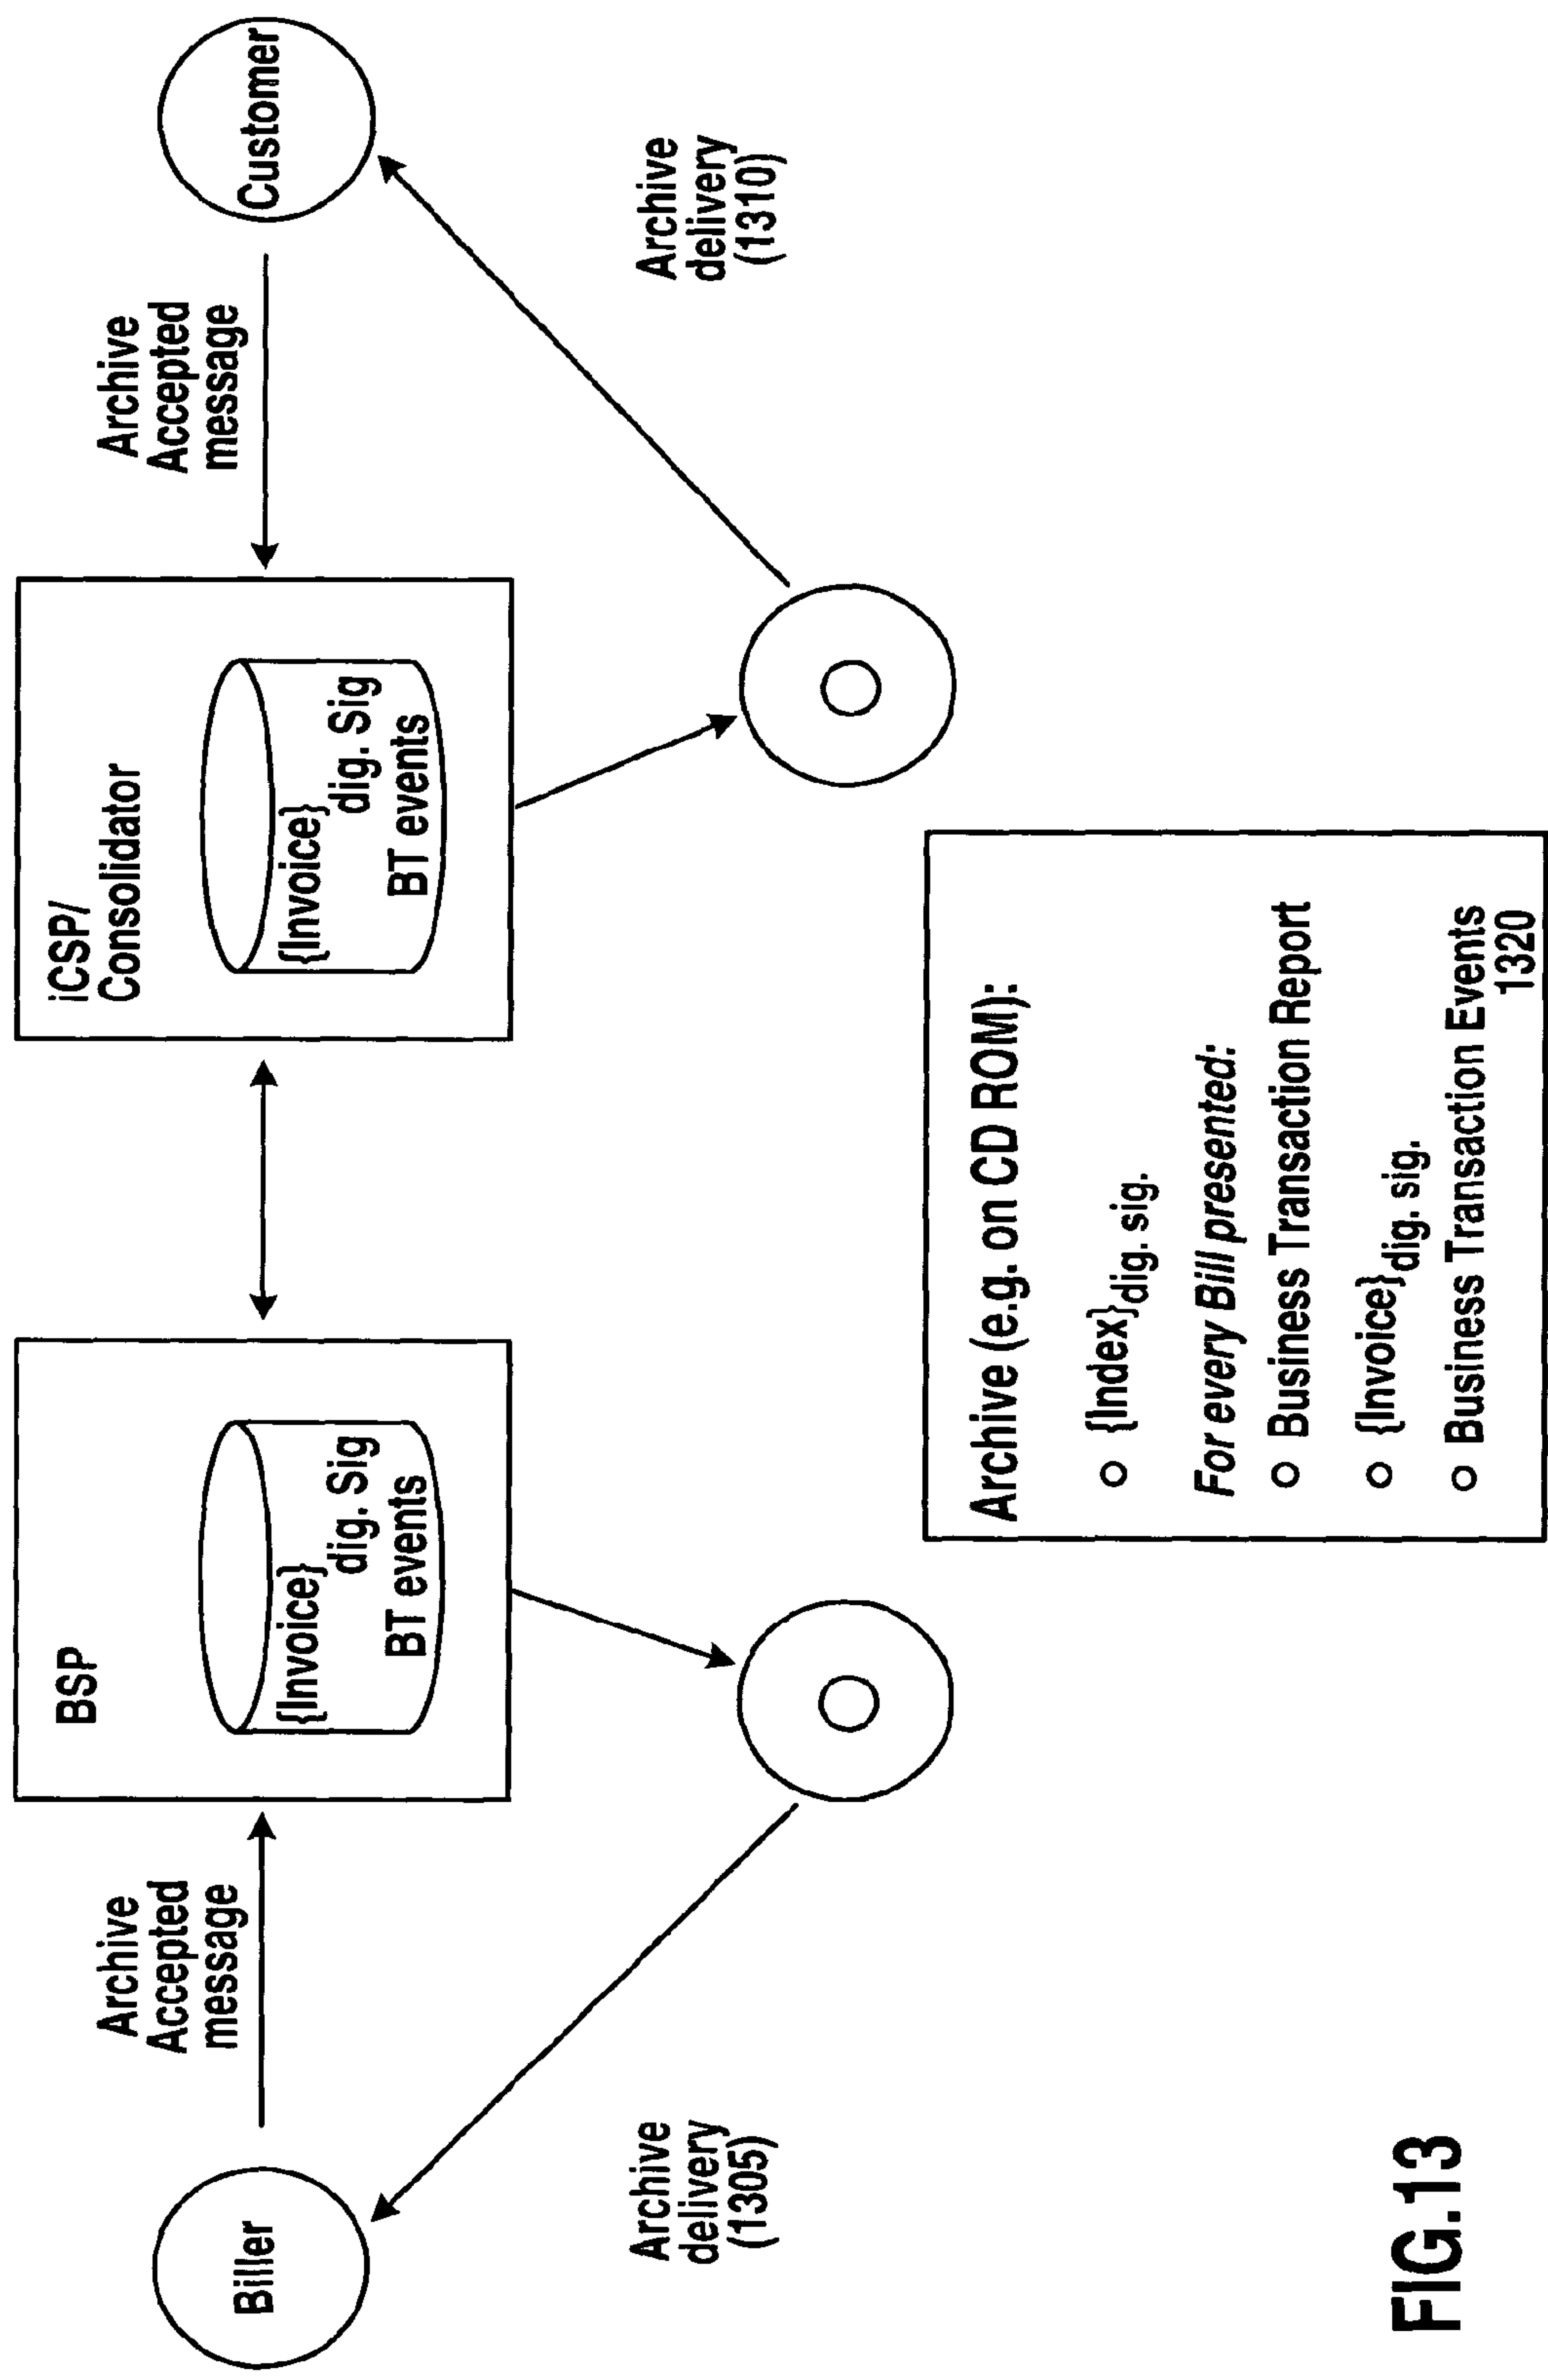 Biller
Archive
Accepted
message
BSP
{Invoice}
dig. Sig
BT events
iCSP/
Consolidator
{Invoice}
dig. Sig
BT events
Archive
Accepted
message
Customer
Archive
delivery
(1305)
Archive
delivery
(1310)
Archive (e.g. on CD ROM):
{Index}dig. sig.
For every Bill presented:
Business Transaction Report
{Invoice}dig. sig.
Business Transaction Events
1320
FIG.13